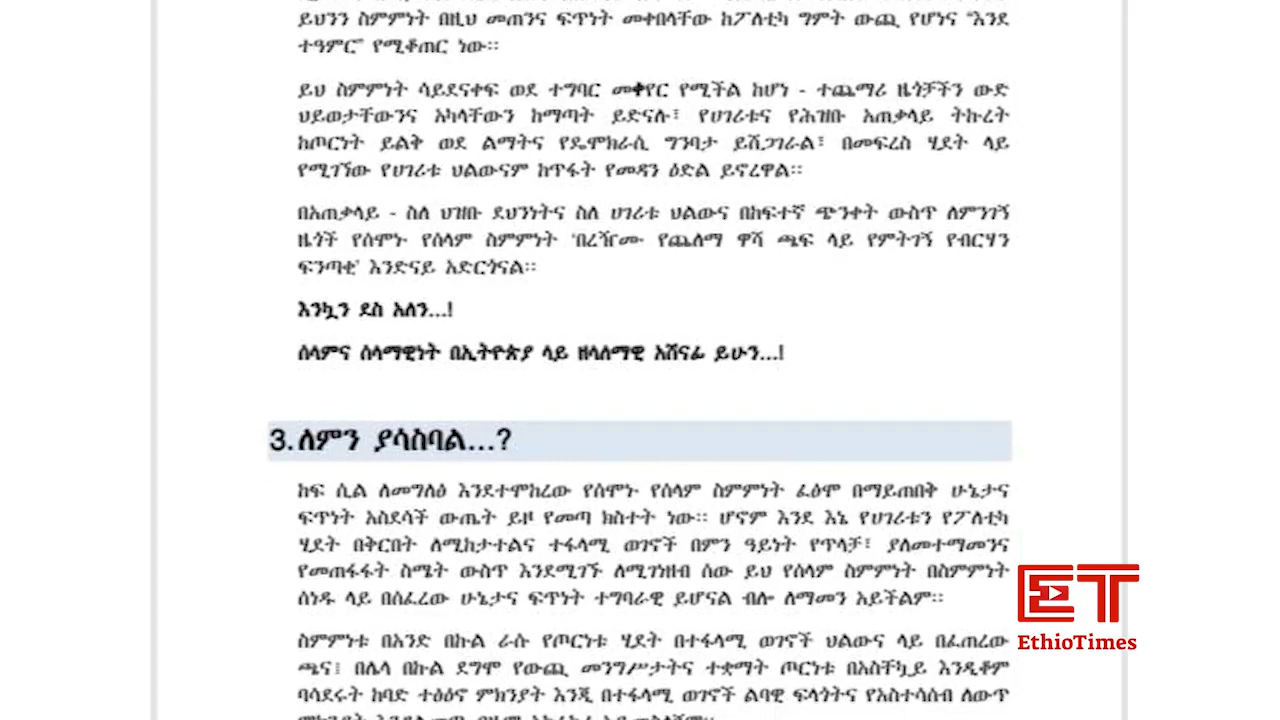 ይህንን ስምምነት በዚህ መጠንና ፍጥነት መቀበላቸው ከፖለቲካ ግምት ውጪ የሆነና "እንደ
ተዓምር" የሚቆጠር ነው።
ይህ ስምምነት ሳይደናቀፍ ወደ ተግባር መቀየር የሚችል ከሆነ - ተጨማሪ ዜጎቻችን ውድ
ህይወታቸውንና አካላቸውን ከማጣት ይድናሉ፣ የሀገሪቱና የሕዝቡ አጠቃላይ ትኩረት
ከጦርነት ይልቅ ወደ ልማትና የዴሞክራሲ ግንባታ ይሸጋገራል፣ በመፍረስ ሂደት ላይ
የሚገኘው የሀገሪቱ ህልውናም ከጥፋት የመዳን ዕድል ይኖረዋል።
በአጠቃላይ - ስለ ህዝቡ ደህንነትና ስለ ሀገሪቱ ህልውና በከፍተኛ ጭንቀት ውስጥ ለምንገኝ
ዜጎች የሰሞኑ የሰላም ስምምነት 'በረዥሙ የጨለማ ዋሻ ጫፍ ላይ የምትገኝ የብርሃን
ፍንጣቂ' እንድናይ አድርጎናል።
እንኳን ደስ አለን...!
ሰላምና ሰላማዊነት በኢትዮጵያ ላይ ዘላለማዊ አሸናፊ ይሁን...!
3. ለምን ያሳስባል...?
ከፍ ሲል ለመግለፅ እንደተሞከረው የሰሞኑ የሰላም ስምምነት ፈፅሞ በማይጠበቅ ሁኔታና
ፍጥነት አስደሳች ውጤት ይዞ የመጣ ክስተት ነው። ሆኖም እንደ እኔ የሀገሪቱን የፖለቲካ
ሂደት በቅርበት ለሚከታተልና ተፋላሚ ወገኖች በምን ዓይነት የጥላቻ፣ ያለመተማመንና
የመጠፋፋት ስሜት ውስጥ እንደሚገኙ ለሚገነዘብ ሰው ይህ የሰላም ስምምነት በስምምነት
ሰነዱ ላይ በሰፈረው ሁኔታና ፍጥነት ተግባራዊ ይሆናል ብሎ ለማመን አይችልም።
ስምምነቱ በአንድ በኩል ራሱ የጦርነቱ ሂደት በተፋላሚ ወገኖች ህልውና ላይ በፈጠረው
ጫና፤ በሌላ በኩል ደግሞ የውጪ መንግሥታትና ተቋማት ጦርነቱ በአስቸኳይ እንዲቆም
ባሳደሩት ከባድ ተፅዕኖ ምክንያት እንጂ በተፋላሚ ወገኖች ልባዊ ፍላጎትና የአስተሳሰብ ለውጥ
ET
EthioTimes